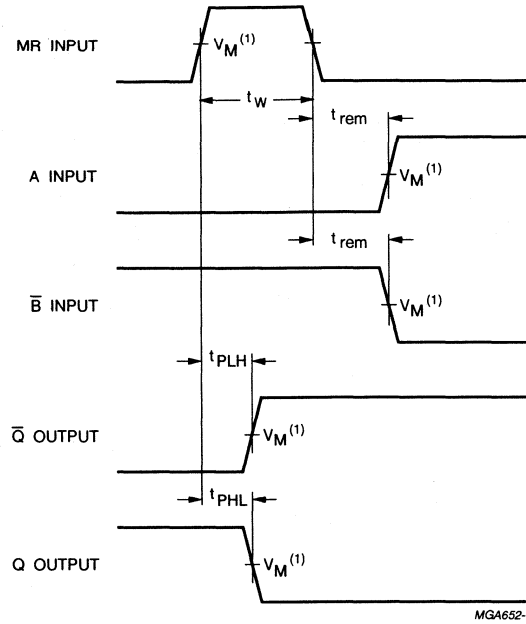 MR INPUT
V_M^(1)
t_W
t_rem
A INPUT
V_M^(1)
t_rem
B̅ INPUT
V_M^(1)
t_PLH
Q̅ OUTPUT
V_M^(1)
t_PHL
Q OUTPUT
V_M^(1)
MGA652-